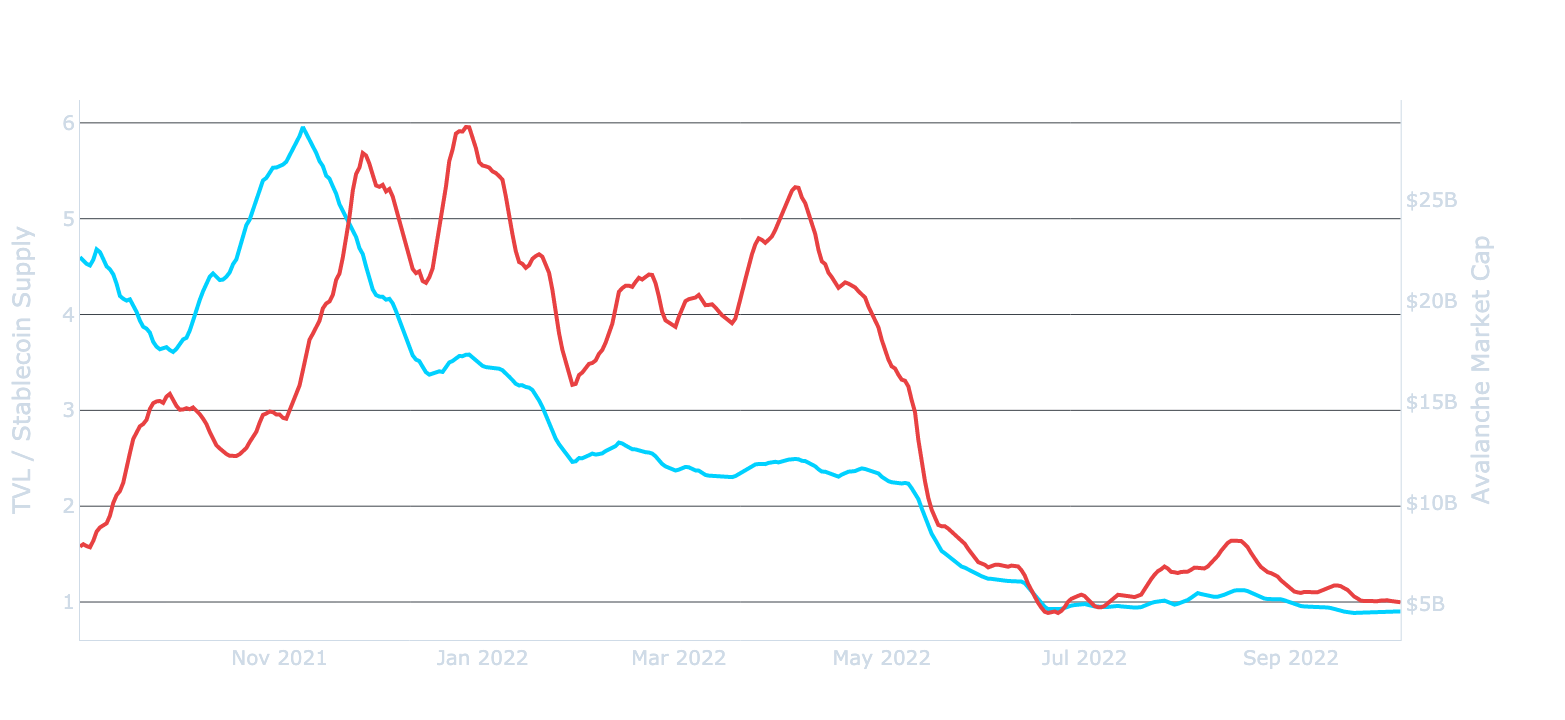 TVL / Stablecoin Supply
6
5
4
3
2
1
$25B
$20B
$15B
$10B
$5B
Avalanche Market Cap
Nov 2021
Jan 2022
Mar 2022
May 2022
Jul 2022
Sep 2022